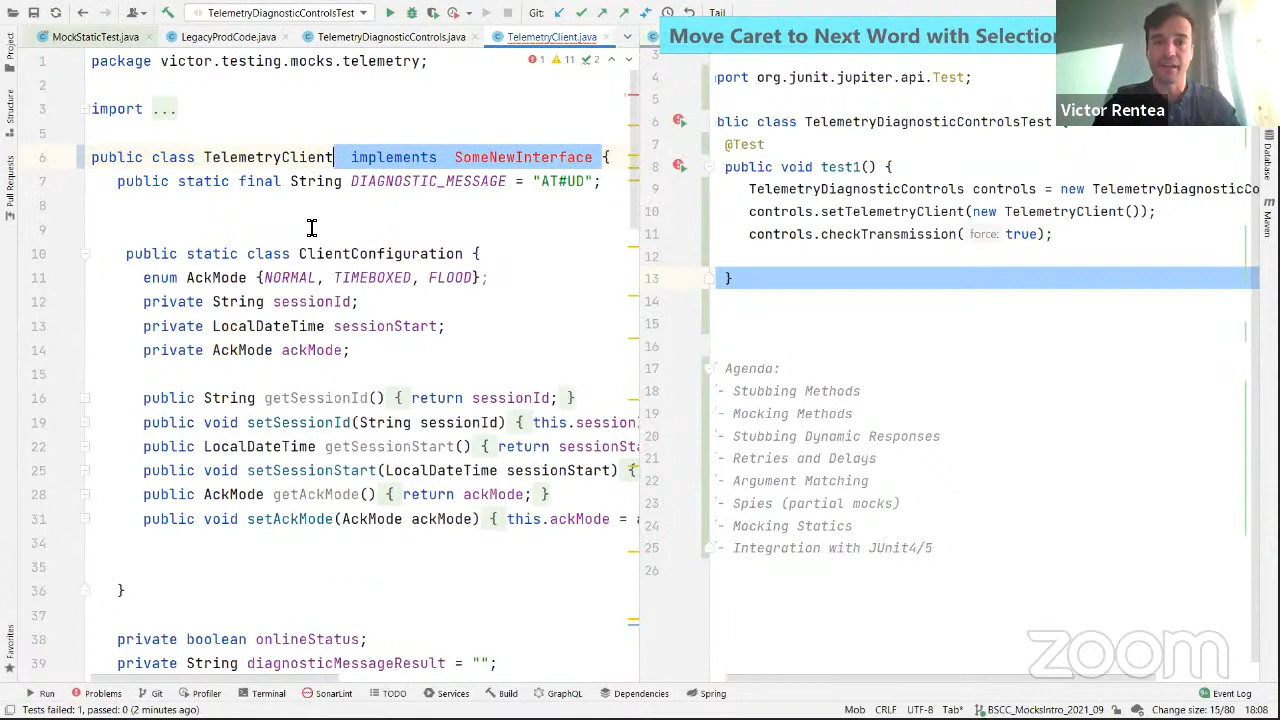 TelemetryDiagnosticControlsTest
Git:
Tail
MockStaticTest.java
LegacyProdCode.java
TelemetryDiagnosticControls.java
TelemetryClient.java
1 11 2
Project
Structure
Pull Requests
Favorites
1 package victor.testing.mocks.telemetry;
2
3 import ...
5
6 public class TelemetryClient implements SomeNewInterface {
7 public static final String DIAGNOSTIC_MESSAGE = "AT#UD";
8
10 public static class ClientConfiguration {
11 enum AckMode {NORMAL, TIMEBOXED, FLOOD};
12 private String sessionId;
13 private LocalDateTime sessionStart;
14 private AckMode ackMode;
15
16 public String getSessionId() { return sessionId; }
19 public void setSessionId(String sessionId) { this.session
22 public LocalDateTime getSessionStart() { return sessionSta
25 public void setSessionStart(LocalDateTime sessionStart) {
28 public AckMode getAckMode() { return ackMode; }
31 public void setAckMode(AckMode ackMode) { this.ackMode = a
34
35
36 }
37
38 private boolean onlineStatus;
39 private String diagnosticMessageResult = "";
Move Caret to Next Word with Selection
Victor Rentea
3
4 port org.junit.jupiter.api.Test;
5
6 blic class TelemetryDiagnosticControlsTest {
7 @Test
8 public void test1() {
9 TelemetryDiagnosticControls controls = new TelemetryDiagnosticCo
10 controls.setTelemetryClient(new TelemetryClient());
11 controls.checkTransmission( force: true);
12
13 }
14
15
16
17 Agenda:
18 - Stubbing Methods
19 - Mocking Methods
20 - Stubbing Dynamic Responses
21 - Retries and Delays
22 - Argument Matching
23 - Spies (partial mocks)
24 - Mocking Statics
25 - Integration with JUnit4/5
26
Database
Maven
zoom
Run Problems Git Profiler Terminal SonarLint TODO Services Build GraphQL Dependencies Spring Event Log
Tests failed: 1, passed: 0 (2 minutes ago) Mob CRLF UTF-8 Tab* BSCC_MocksIntro_2021_09 Change size: 15/80 18:08